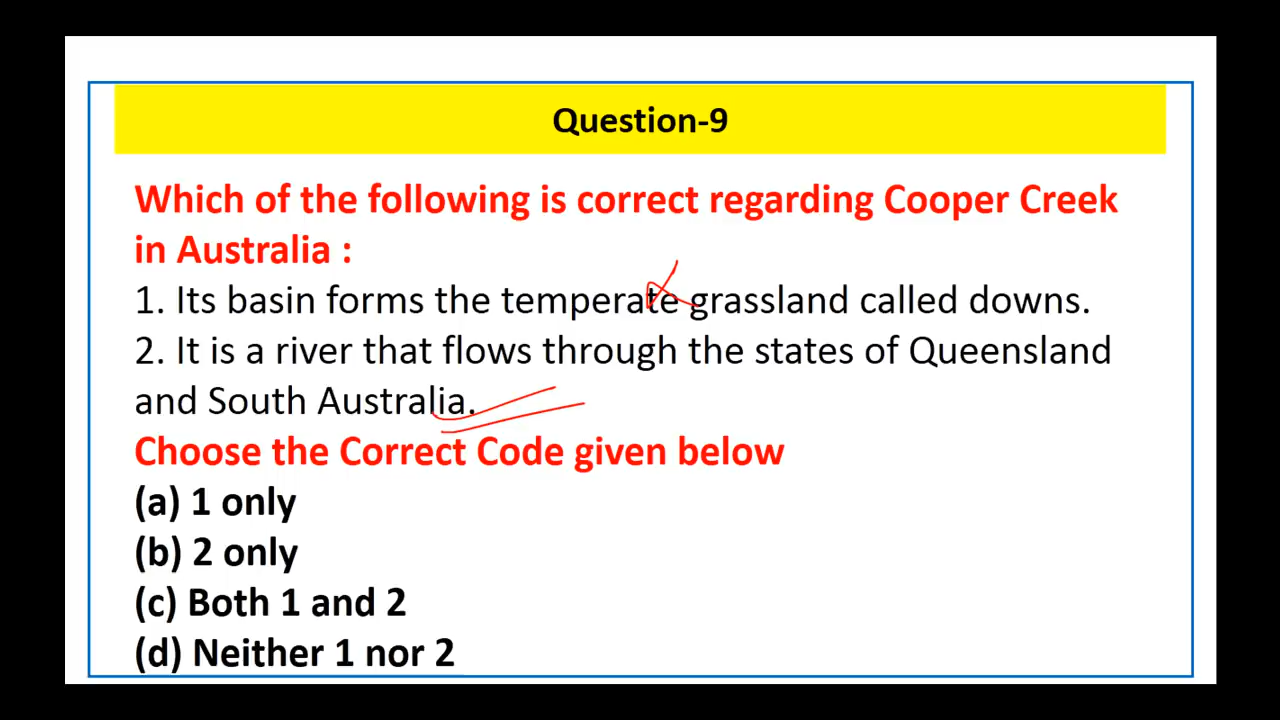 Question-9
Which of the following is correct regarding Cooper Creek
in Australia :
1. Its basin forms the temperate grassland called downs.
2. It is a river that flows through the states of Queensland
and South Australia.
Choose the Correct Code given below
(a) 1 only
(b) 2 only
(c) Both 1 and 2
(d) Neither 1 nor 2